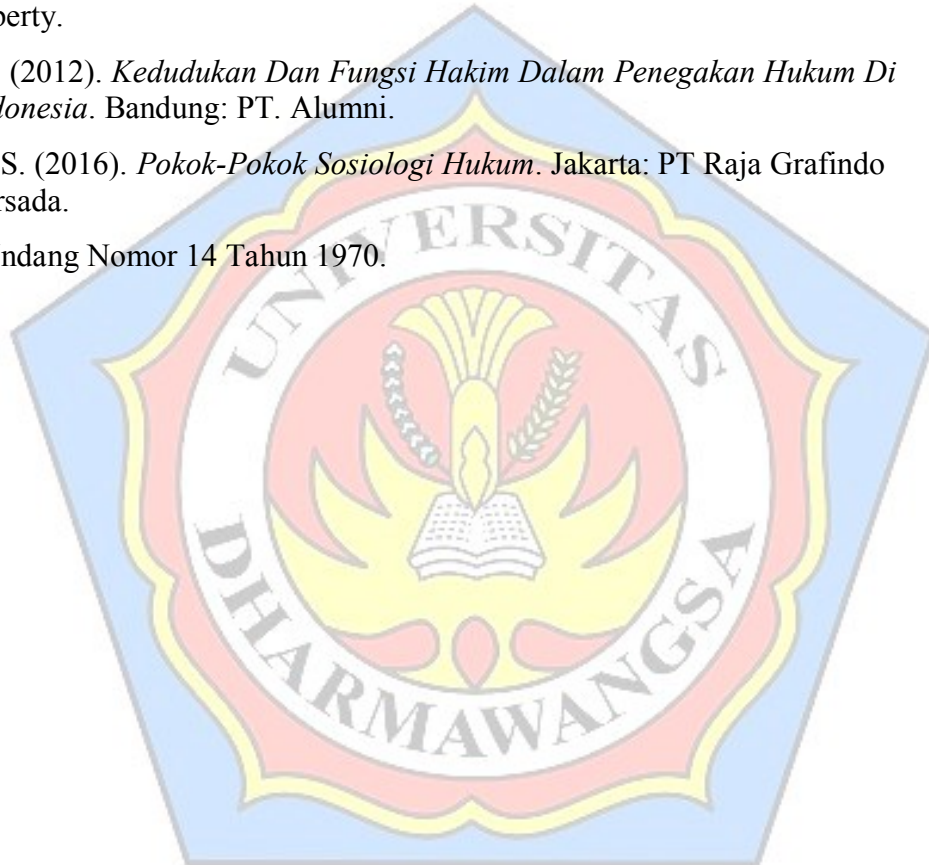 perty.
(2012). Kedudukan Dan Fungsi Hakim Dalam Penegakan Hukum Di
donesia. Bandung: PT. Alumni.
S. (2016). Pokok-Pokok Sosiologi Hukum. Jakarta: PT Raja Grafindo
rsada.
ndang Nomor 14 Tahun 1970.
UNIVERSITAS
DHARMAWANGSA